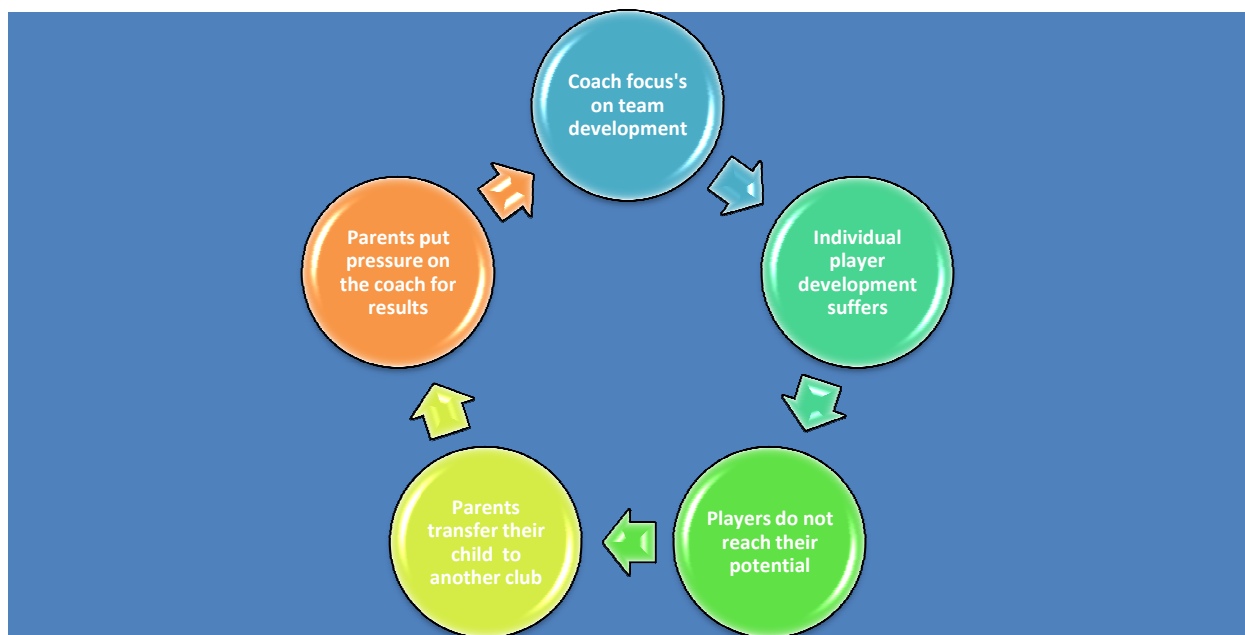 Coach focus's
on team
development
Individual
player
development
suffers
Players do not
reach their
potential
Parents
transfer their
child  to
another club
Parents put
pressure on
the coach for
results